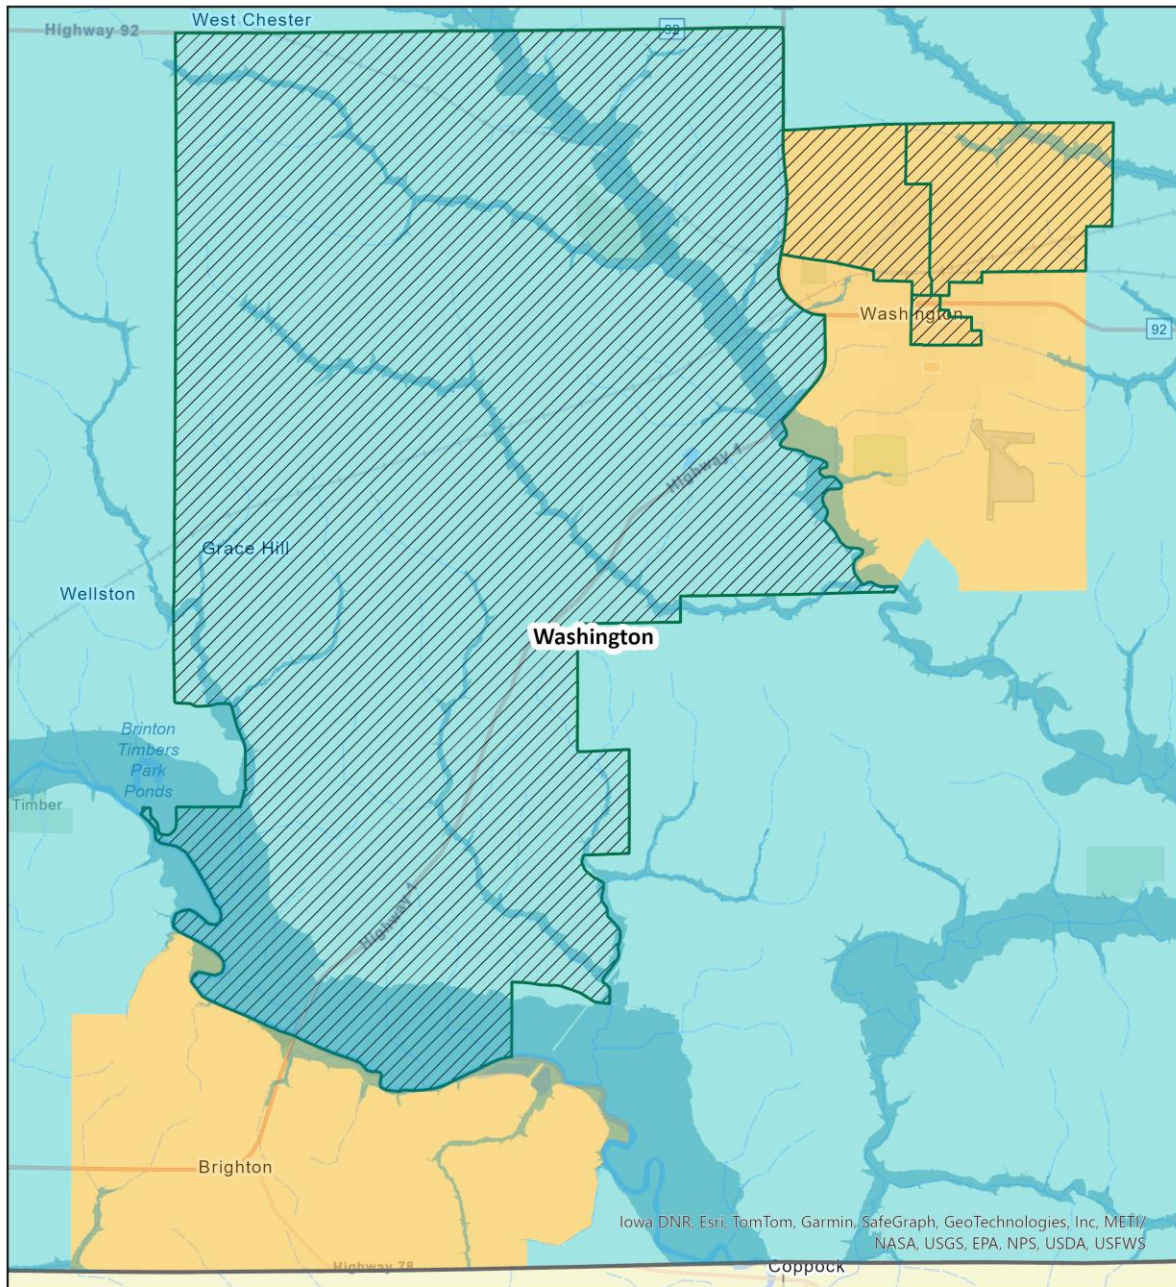 West Chester
Highway 92
92
Washington
92
Highway 1
Grace Hill
Wellston
Washington
Brinton
Timbers
Park
Ponds
Timber
Highway 1
Brighton
Iowa DNR, Esri, TomTom, Garmin, SafeGraph, GeoTechnologies, Inc, METI/
NASA, USGS, EPA, NPS, USDA, USFWS
Highway 78
Coppock